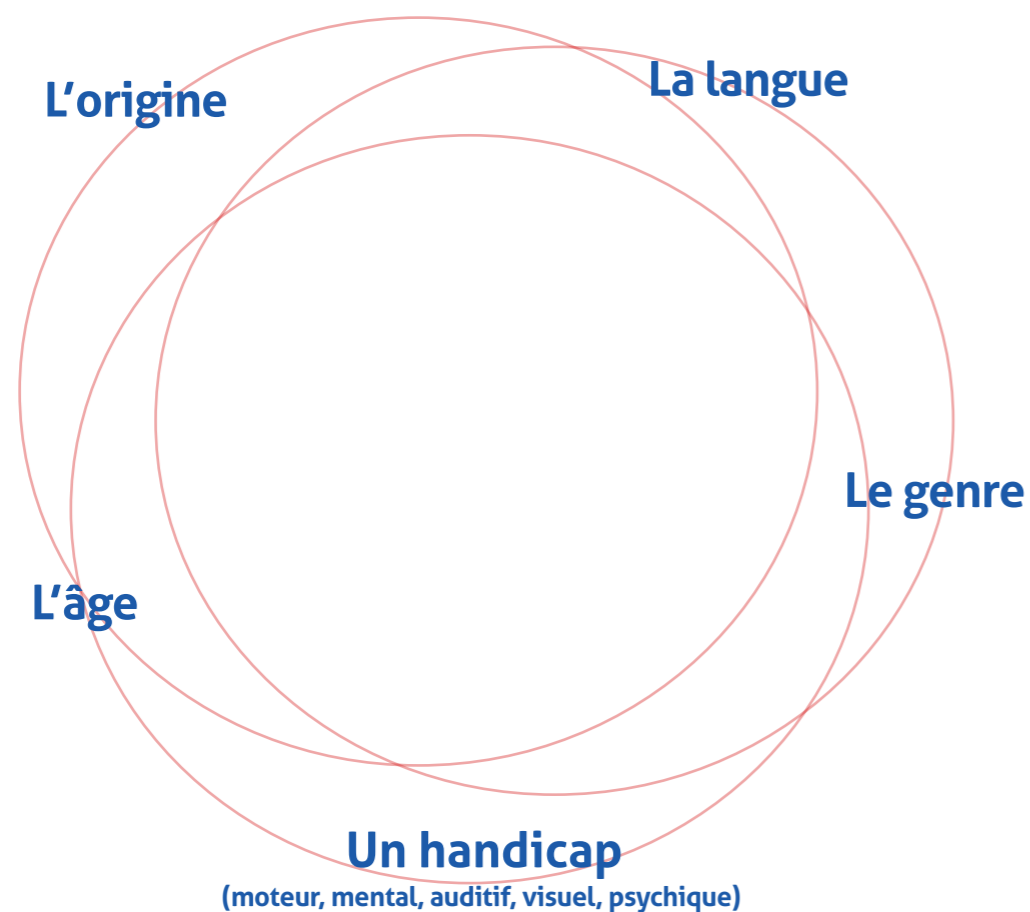 L’origine
La langue
Le genre
L’âge
Un handicap
(moteur, mental, auditif, visuel, psychique)